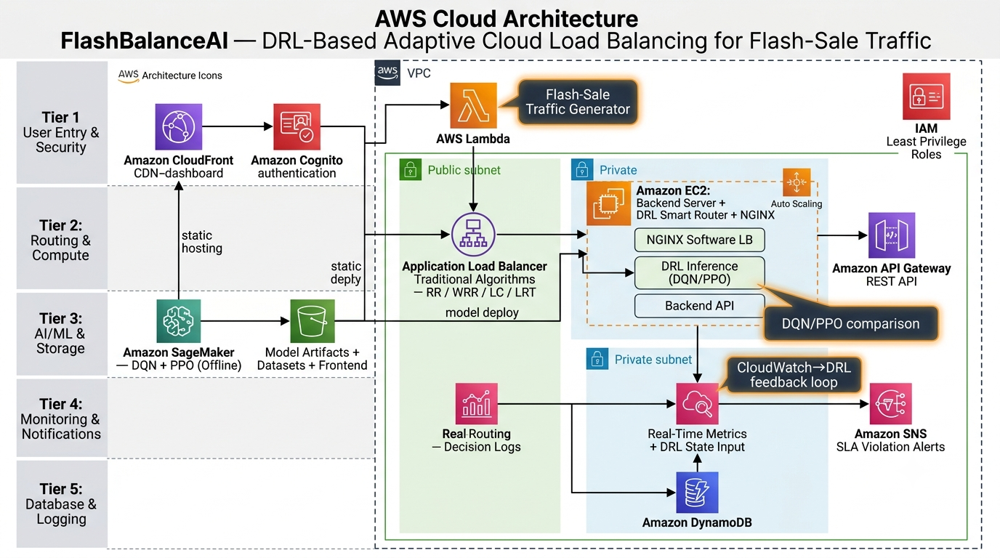 AWS Cloud Architecture
FlashBalanceAI — DRL-Based Adaptive Cloud Load Balancing for Flash-Sale Traffic
Tier 1
User Entry &
Security
AWS Architecture Icons
Amazon CloudFront
CDN–dashboard
Amazon Cognito
authentication
aws
VPC
AWS Lambda
Flash-Sale
Traffic Generator
IAM
Least Privilege
Roles
Public subnet
Private
Tier 2:
Routing &
Compute
static
hosting
static
deply
Application Load Balancer
Traditional Algorithms
— RR / WRR / LC / LRT
Amazon EC2:
Backend Server +
DRL Smart Router + NGINX
Auto Scaling
NGINX Software LB
DRL Inference
(DQN/PPO)
Backend API
Amazon API Gateway
REST API
DQN/PPO comparison
Tier 3:
AI/ML &
Storage
Amazon SageMaker
— DQN + PPO (Offline)
Model Artifacts +
Datasets + Frontend
model deploy
Private subnet
CloudWatch→DRL
feedback loop
Tier 4:
Monitoring &
Notifications
Real Routing
— Decision Logs
Real-Time Metrics
+ DRL State Input
Amazon SNS
SLA Violation Alerts
Tier 5:
Database &
Logging
Amazon DynamoDB